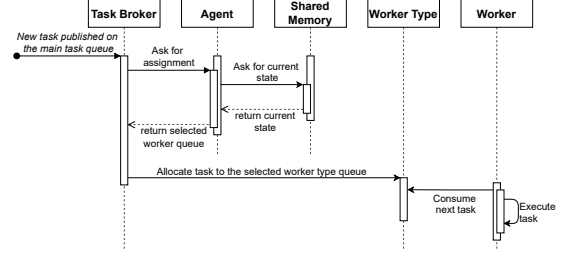 Task Broker
Agent
Shared
Memory
Worker Type
Worker
New task published on
the main task queue
Ask for
assignment
Ask for current
state
return current
state
return selected
worker queue
Allocate task to the selected worker type queue
Consume
next task
Execute
task